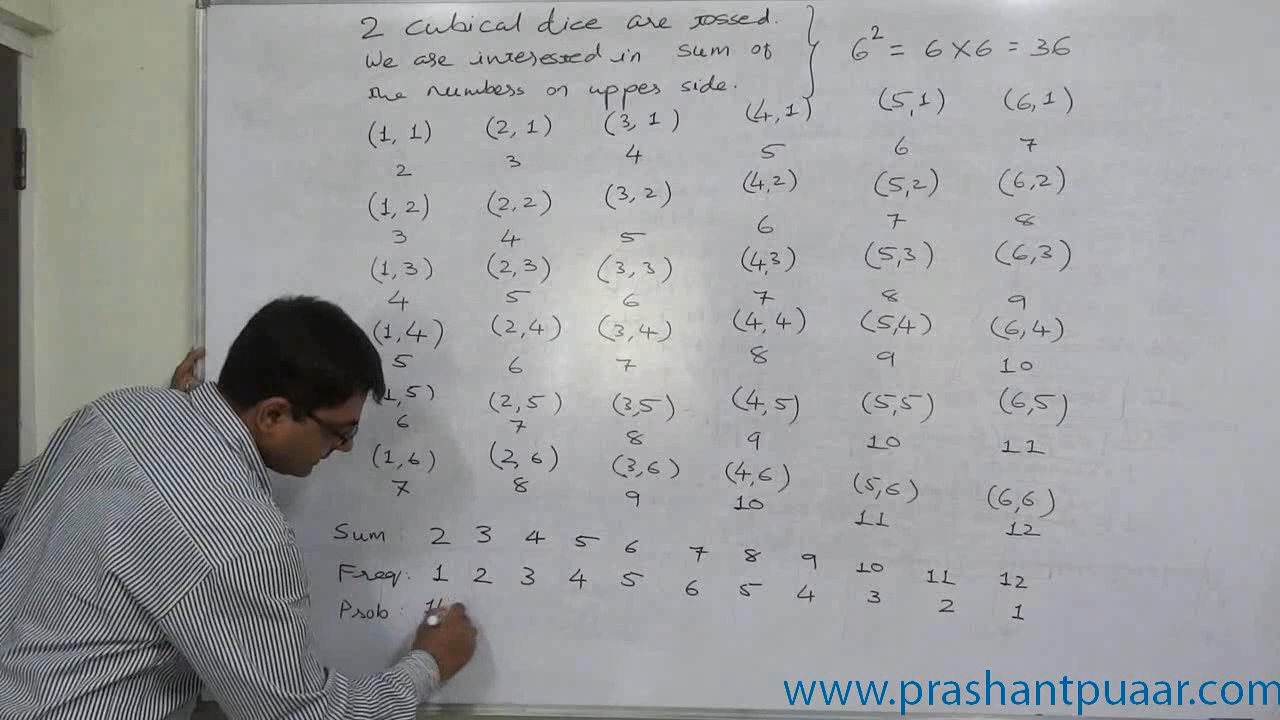 2 cubical dice are tossed.
We are interested in sum of
the numbers on upper side.
6² = 6 × 6 = 36
(1, 1) (2, 1) (3, 1) (4, 1) (5, 1) (6, 1)
2 3 4 5 6 7
(1, 2) (2, 2) (3, 2) (4, 2) (5, 2) (6, 2)
3 4 5 6 7 8
(1, 3) (2, 3) (3, 3) (4, 3) (5, 3) (6, 3)
4 5 6 7 8 9
(1, 4) (2, 4) (3, 4) (4, 4) (5, 4) (6, 4)
5 6 7 8 9 10
1, 5) (2, 5) (3, 5) (4, 5) (5, 5) (6, 5)
6 7 8 9 10 11
(1, 6) (2, 6) (3, 6) (4, 6) (5, 6) (6, 6)
7 8 9 10 11 12
Sum: 2 3 4 5 6 7 8 9 10 11 12
Freq: 1 2 3 4 5 6 5 4 3 2 1
Prob:
www.prashantpuaar.com